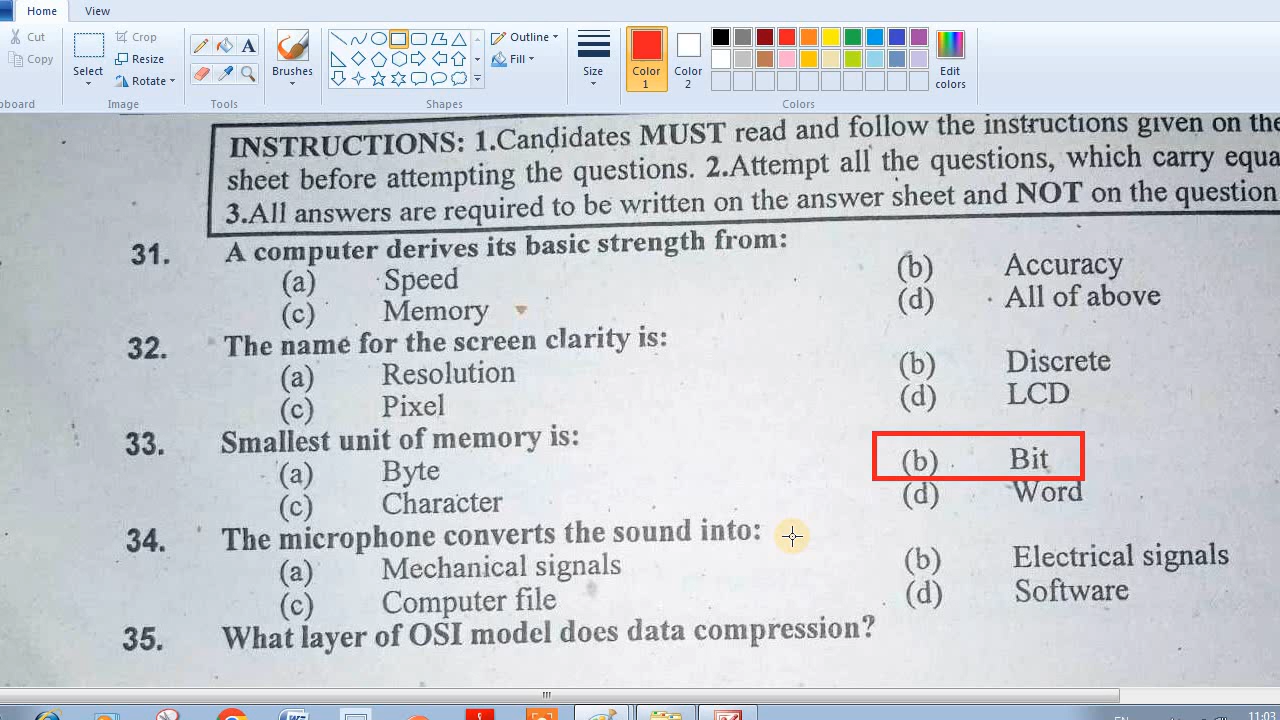 Home View
Cut
Copy
Crop
Resize
Rotate
Select
Brushes
Outline
Fill
Size
Color 1
Color 2
Edit colors
Image
Tools
Shapes
Colors
INSTRUCTIONS: 1.Candidates MUST read and follow the instructions given on the
sheet before attempting the questions. 2.Attempt all the questions, which carry equa
3.All answers are required to be written on the answer sheet and NOT on the question
31. A computer derives its basic strength from:
(a) Speed (b) Accuracy
(c) Memory (d) All of above
32. The name for the screen clarity is:
(a) Resolution (b) Discrete
(c) Pixel (d) LCD
33. Smallest unit of memory is:
(a) Byte (b) Bit
(c) Character (d) Word
34. The microphone converts the sound into:
(a) Mechanical signals (b) Electrical signals
(c) Computer file (d) Software
35. What layer of OSI model does data compression?